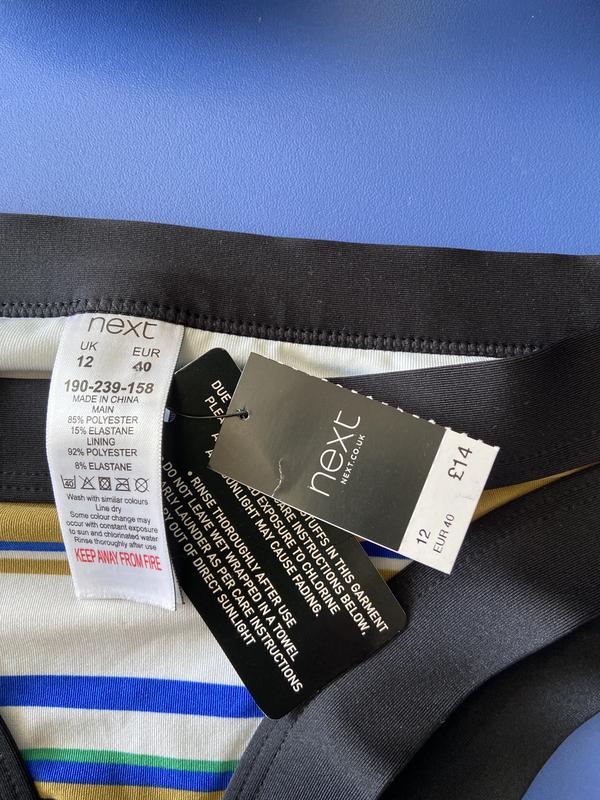 next
UK EUR
12 40
190-239-158
MADE IN CHINA
MAIN
85% POLYESTER
15% ELASTANE
LINING
92% POLYESTER
8% ELASTANE
40
Wash with similar colours
Line dry
Some colour change may
occur with constant exposure
to sun and chlorinated water
Rinse thoroughly after use
KEEP AWAY FROM FIRE
next
NEXT.CO.UK
£14
12
EUR 40
DUE
IN THIS GARMENT
CARE INSTRUCTIONS BELOW.
EXPOSURE TO CHLORINE
SUNLIGHT MAY CAUSE FADING.
• RINSE THOROUGHLY AFTER USE
DO NOT LEAVE WET WRAPPED IN A TOWEL
LAUNDER AS PER CARE INSTRUCTIONS
OUT OF DIRECT SUNLIGHT